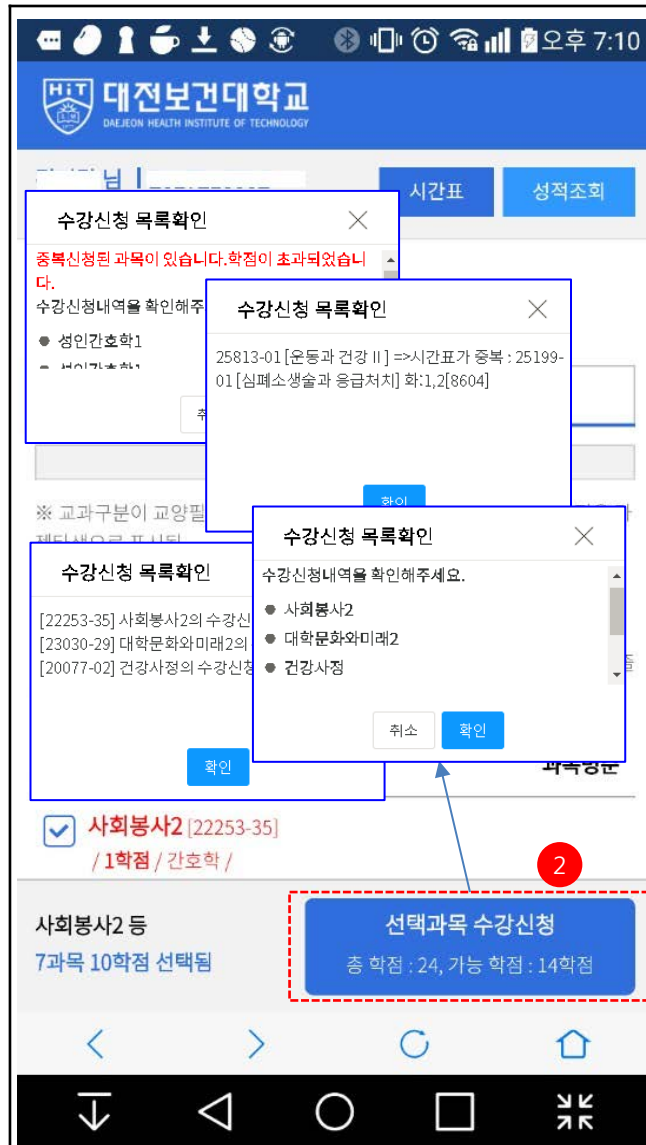 오후 7:10
HiT
대전보건대학교
DAEJEON HEALTH INSTITUTE OF TECHNOLOGY
님
시간표
성적조회
수강신청 목록확인
중복신청된 과목이 있습니다.학점이 초과되었습니
다.
수강신청내역을 확인해주
성인간호학1
성인간호학1
취
수강신청 목록확인
25813-01 [운동과 건강 II] =>시간표가 중복 : 25199-
01 [심폐소생술과 응급처치] 화:1,2[8604]
확인
※ 교과구분이 교양필
수강신청 목록확인
[22253-35] 사회봉사2의 수강신
[23030-29] 대학문화와미래2의
[20077-02] 건강사정의 수강신청
확인
수강신청 목록확인
수강신청내역을 확인해주세요.
사회봉사2
대학문화와미래2
건강사정
취소
확인
사회봉사2 [22253-35]
/ 1학점 / 간호학 /
2
사회봉사2 등
7과목 10학점 선택됨
선택과목 수강신청
총 학점 : 24, 가능 학점 : 14학점